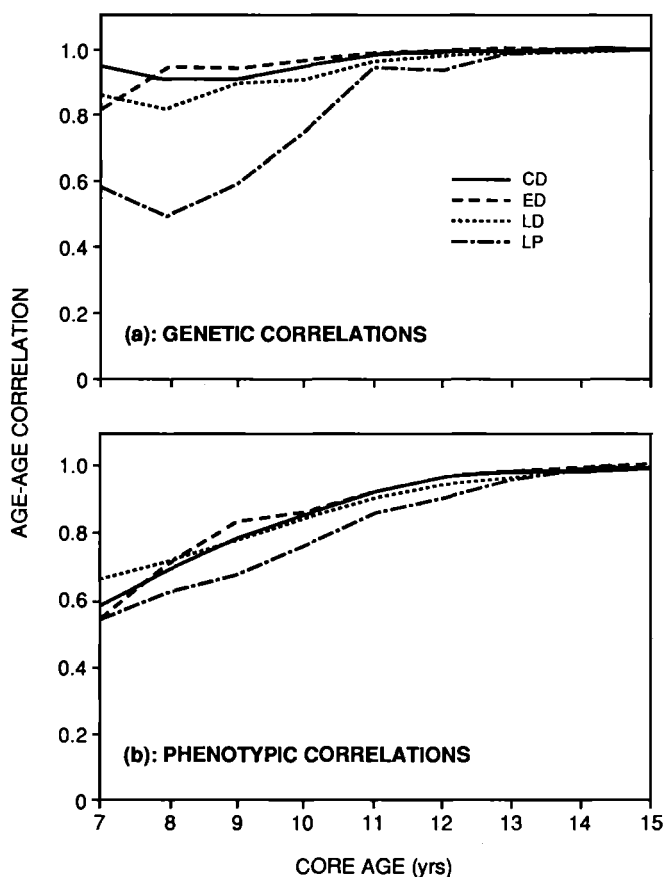 AGE-AGE CORRELATION
1.0
0.8
0.6
0.4
0.2
0
CD
ED
LD
LP
(a): GENETIC CORRELATIONS
1.0
0.8
0.6
0.4
0.2
0
(b): PHENOTYPIC CORRELATIONS
7 8 9 10 11 12 13 14 15
CORE AGE (yrs)